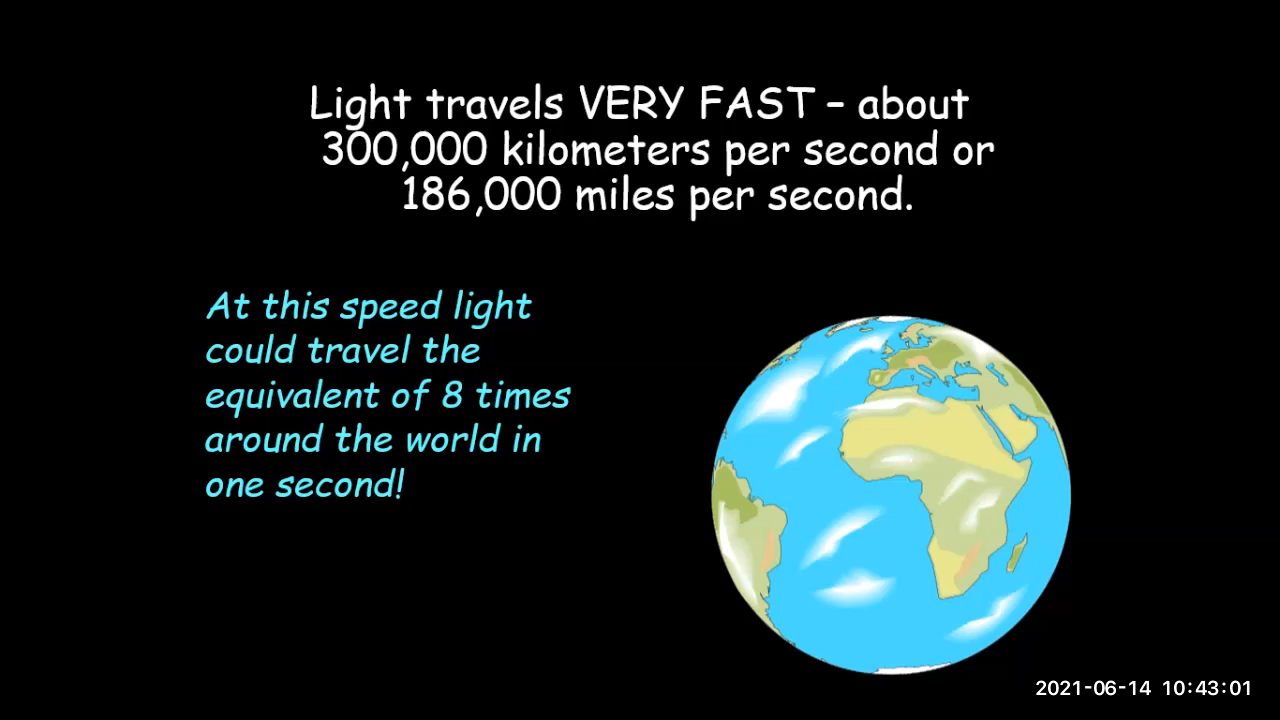 Light travels VERY FAST – about
300,000 kilometers per second or
186,000 miles per second.
At this speed light
could travel the
equivalent of 8 times
around the world in
one second!
2021-06-14 10:43:01